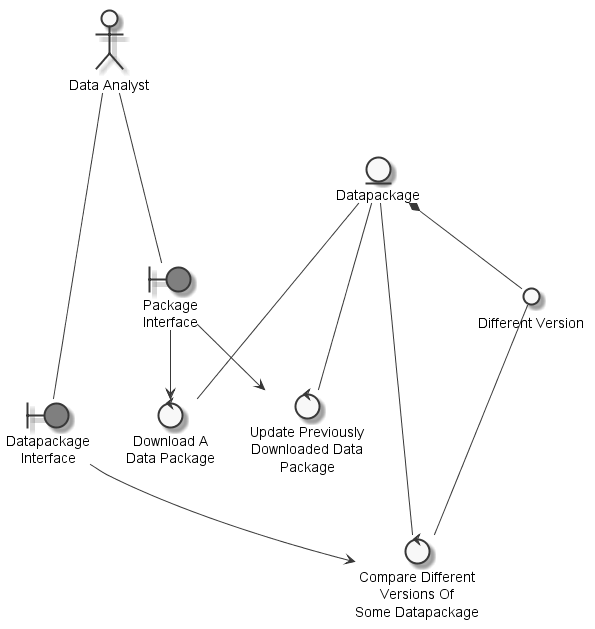 Data Analyst
Datapackage
Package
Interface
Different Version
Datapackage
Interface
Download A
Data Package
Update Previously
Downloaded Data
Package
Compare Different
Versions Of
Some Datapackage